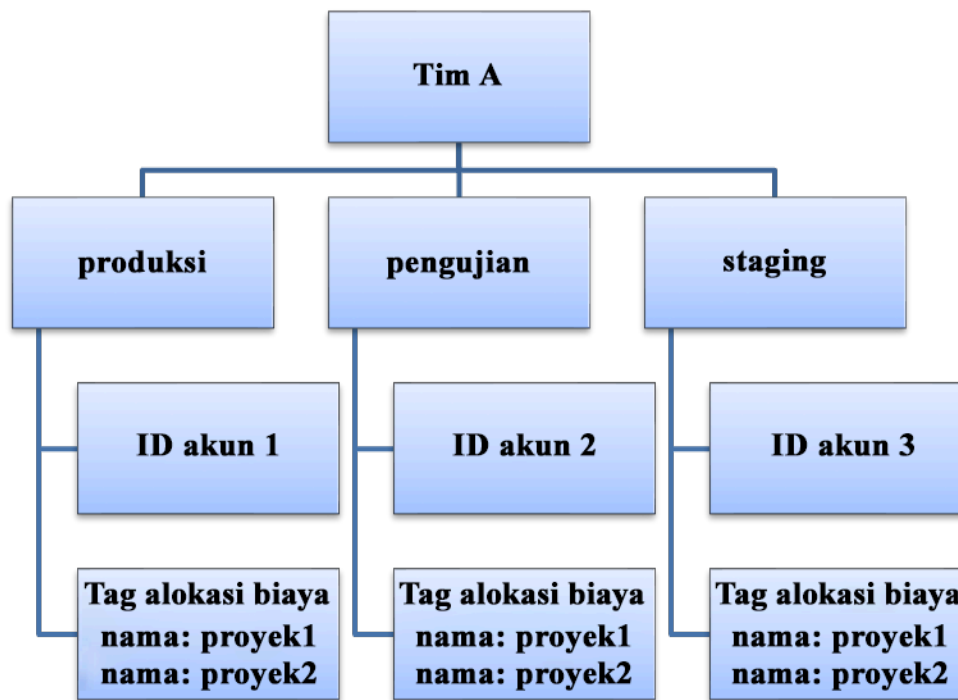 Tim A
produksi
pengujian
staging
ID akun 1
ID akun 2
ID akun 3
Tag alokasi biaya
nama: proyek1
nama: proyek2
Tag alokasi biaya
nama: proyek1
nama: proyek2
Tag alokasi biaya
nama: proyek1
nama: proyek2